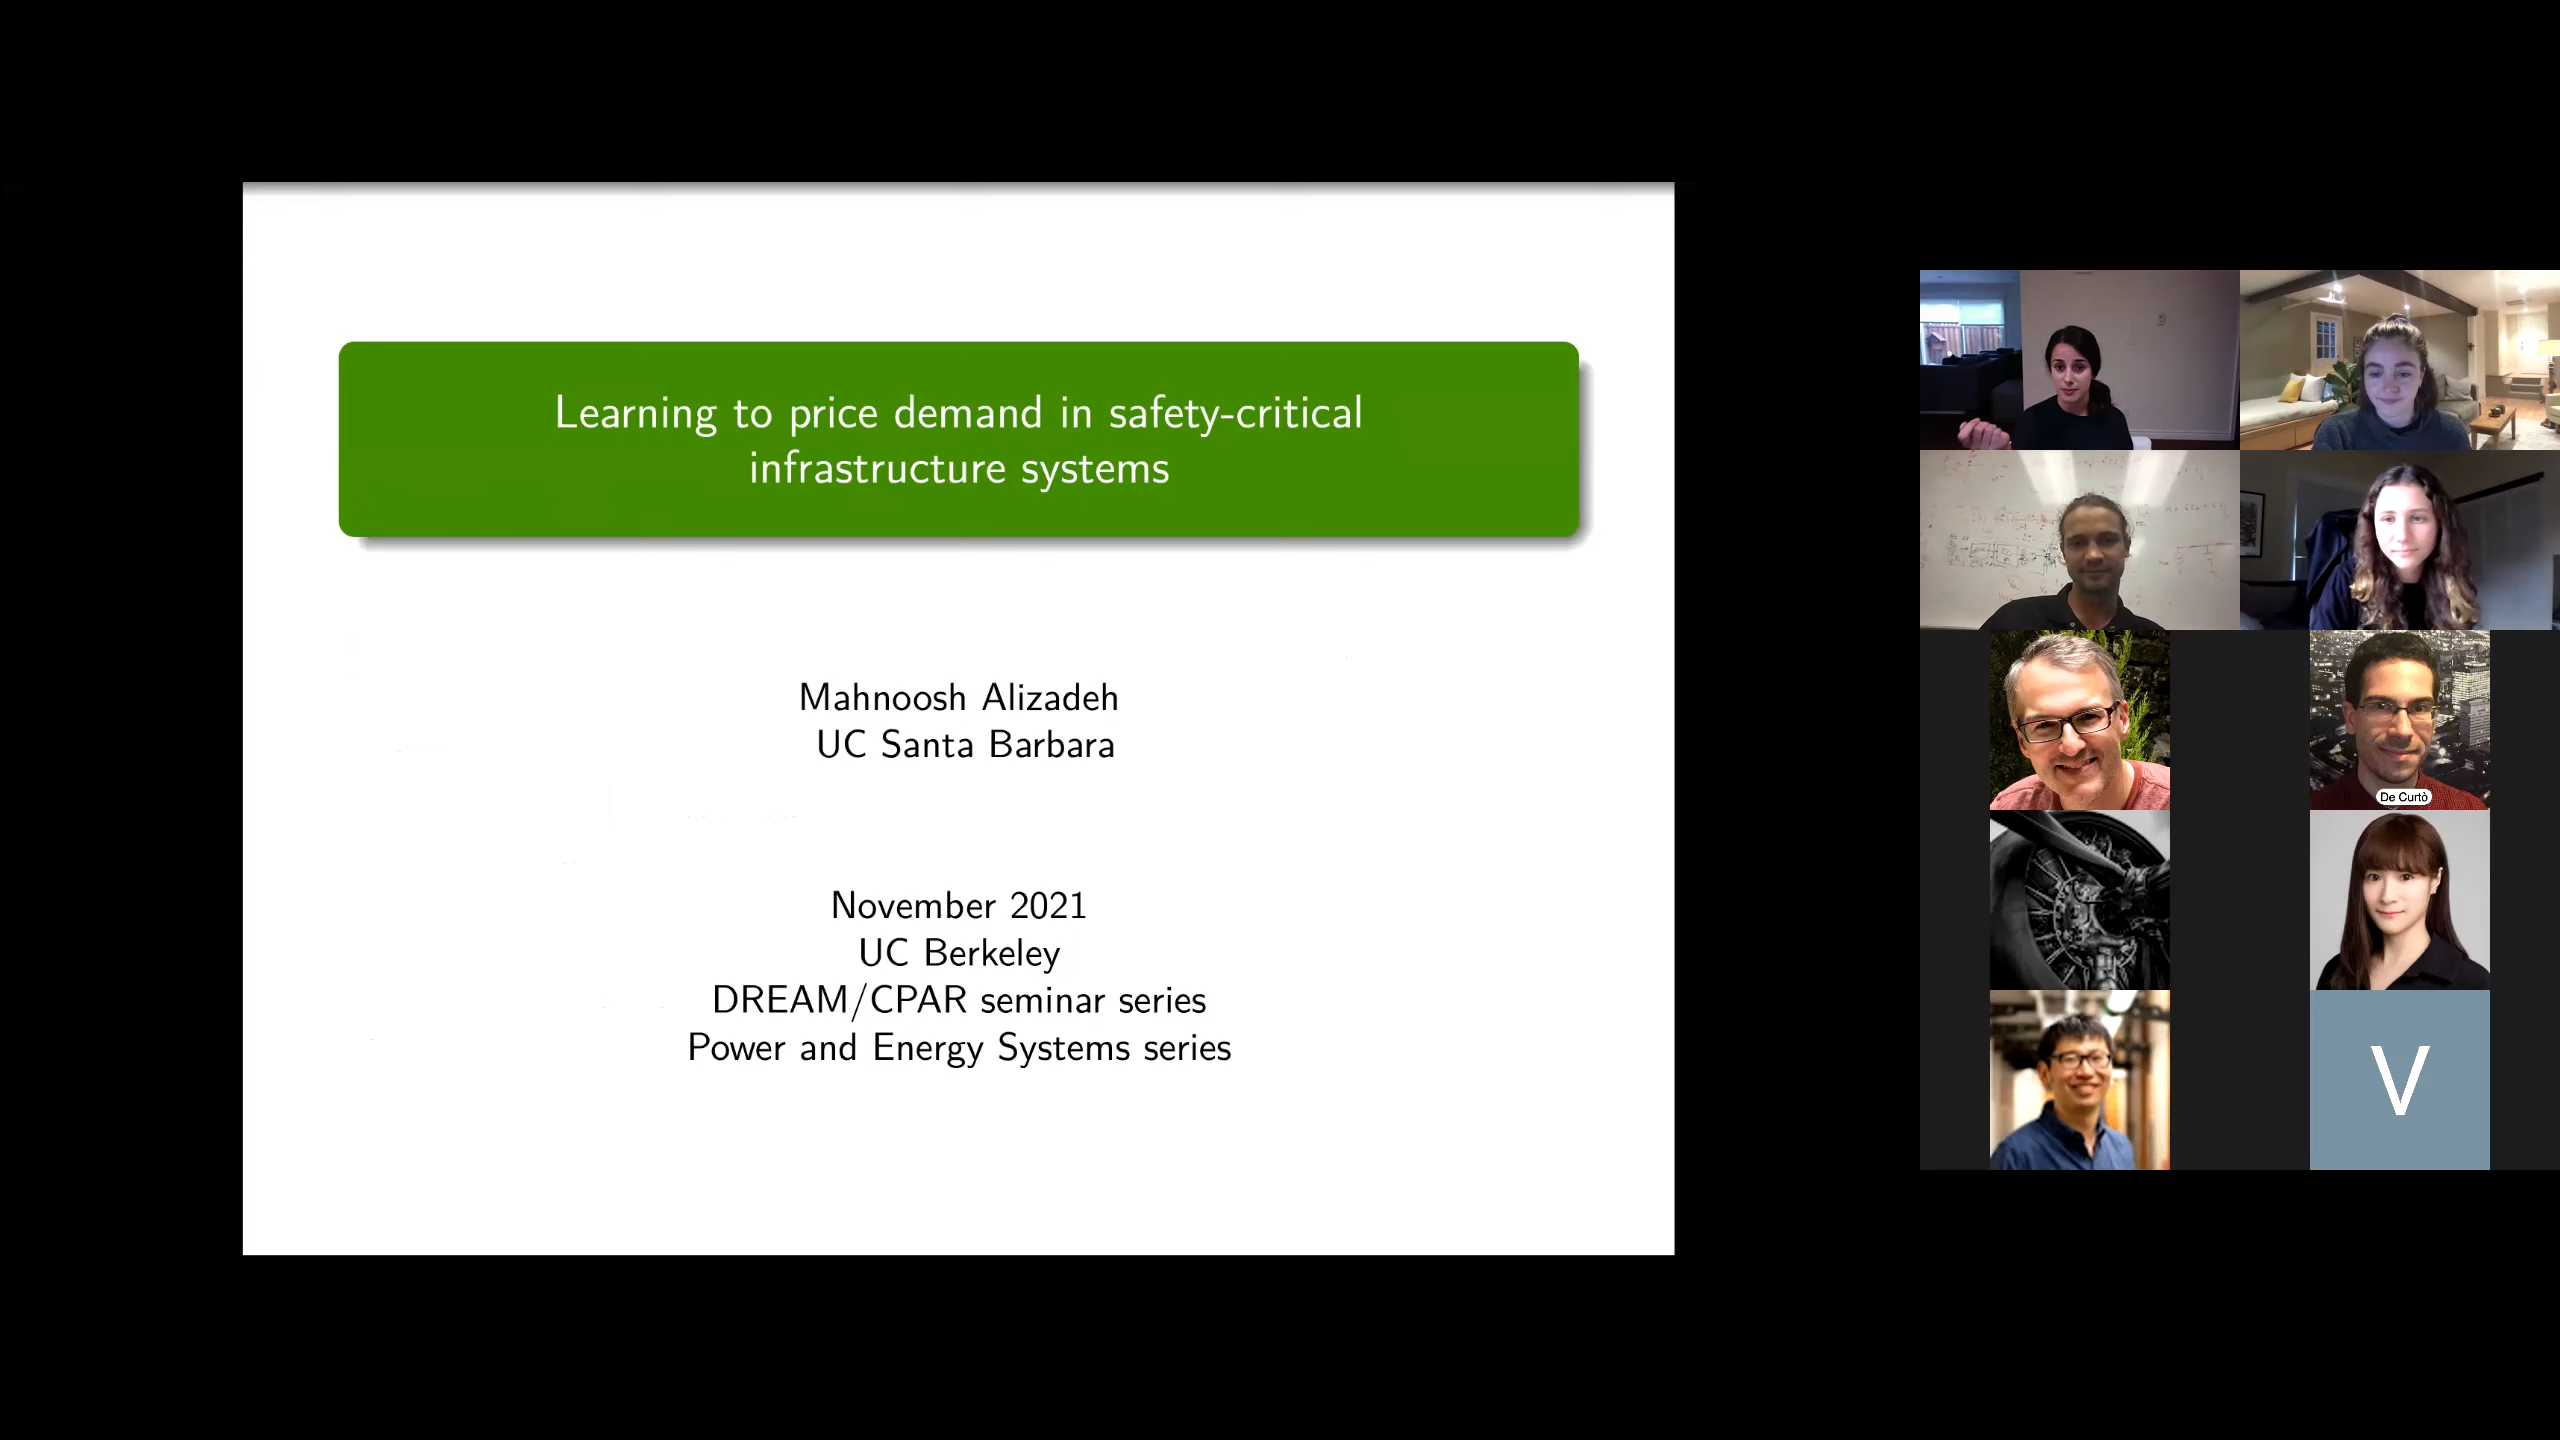 Learning to price demand in safety-critical
infrastructure systems
Mahnoosh Alizadeh
UC Santa Barbara
November 2021
UC Berkeley
DREAM/CPAR seminar series
Power and Energy Systems series
De Curtò
V